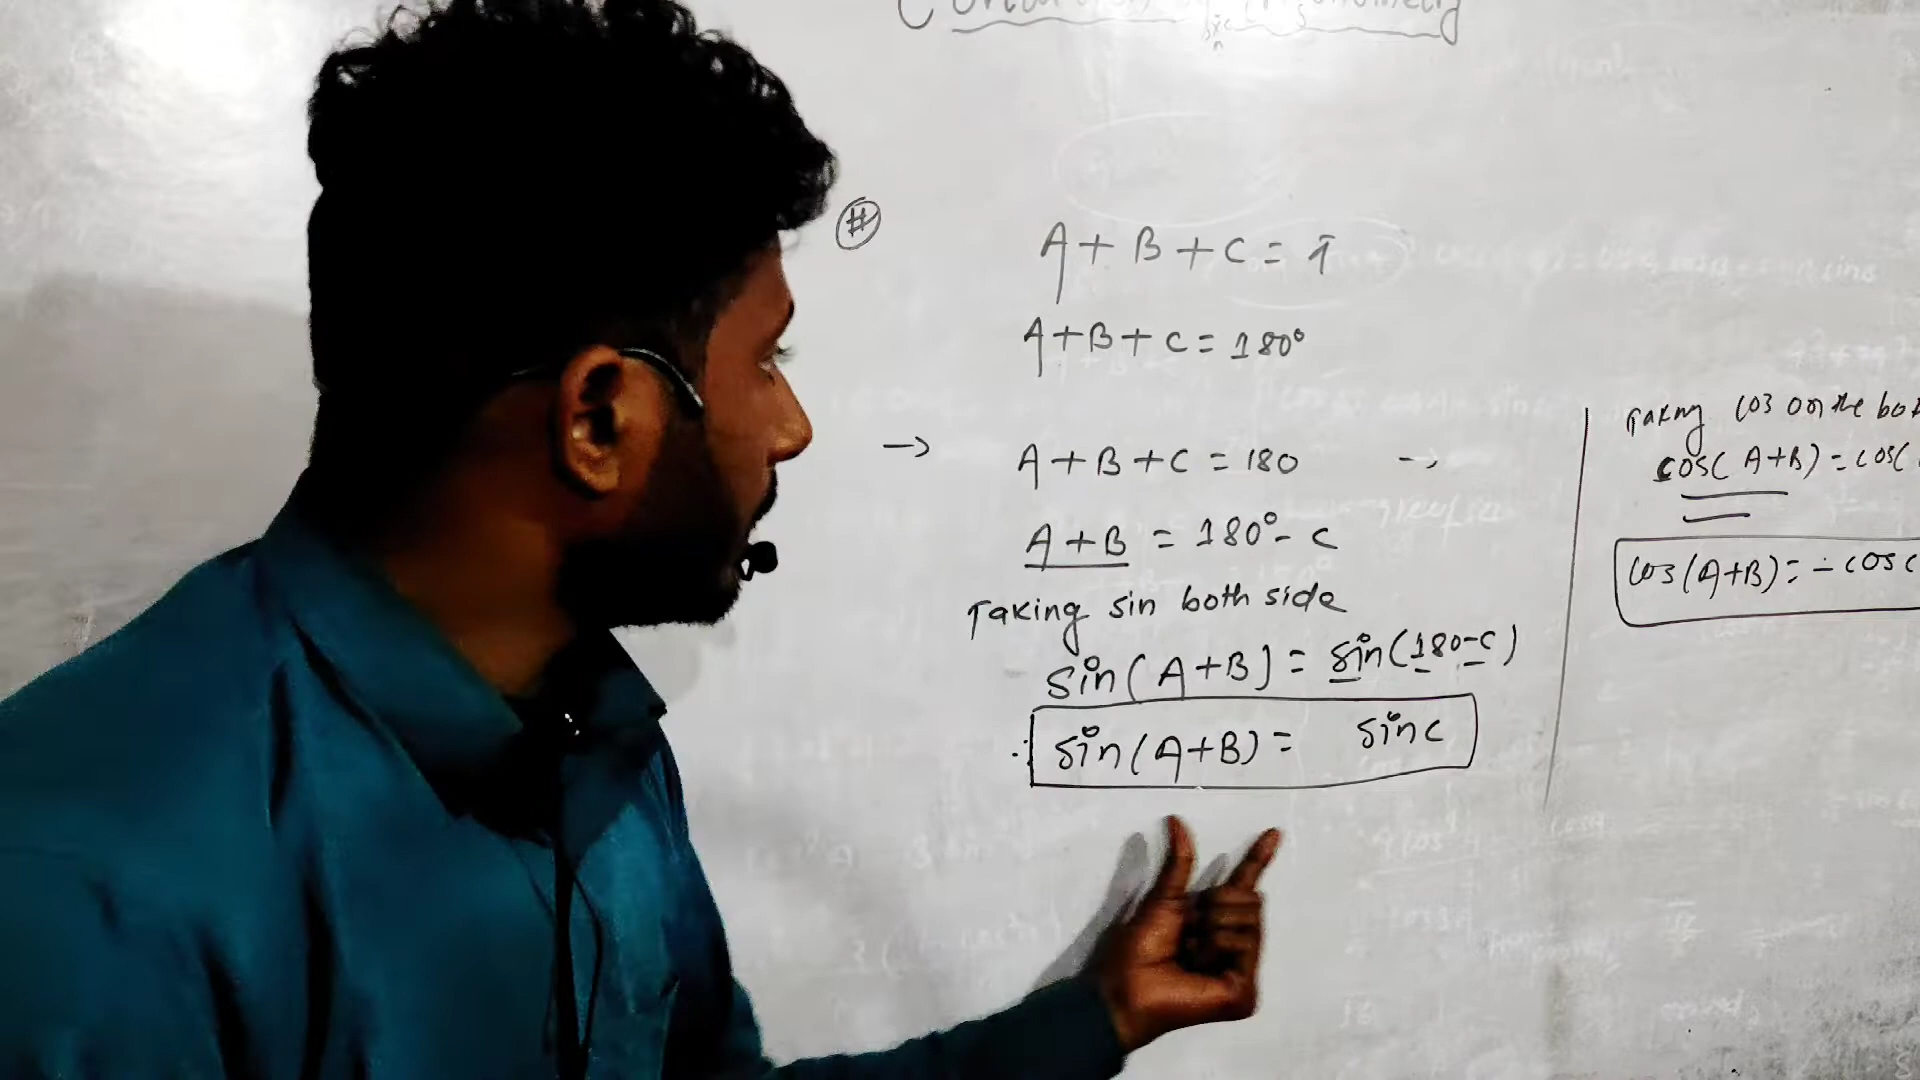 #
A + B + C = π
A + B + C = 180°
→ A + B + C = 180 →
A + B = 180° - C
Taking sin both side
sin(A+B) = sin(180-C)
∴ sin(A+B) = sinC
Taking cos on the
cos(A+B) = cos(
cos(A+B) = - cosC